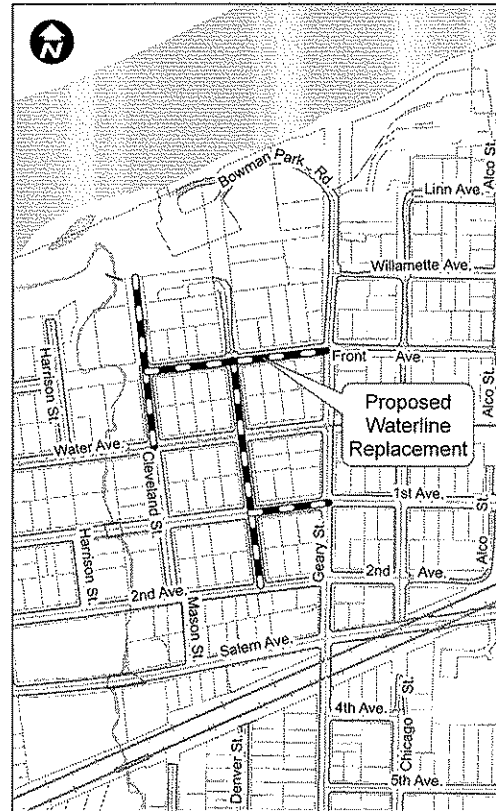 N
Bowman Park Rd
Alco St.
Linn Ave.
Willamette Ave.
Harrison St.
Front Ave.
Alco St.
Proposed
Waterline
Replacement
Water Ave.
Cleveland St.
1st Ave.
Harrison St.
Geary St.
Alco St.
2nd Ave.
2nd Ave.
Mason St.
Salem Ave.
4th Ave.
Chicago St.
Denver St.
5th Ave.